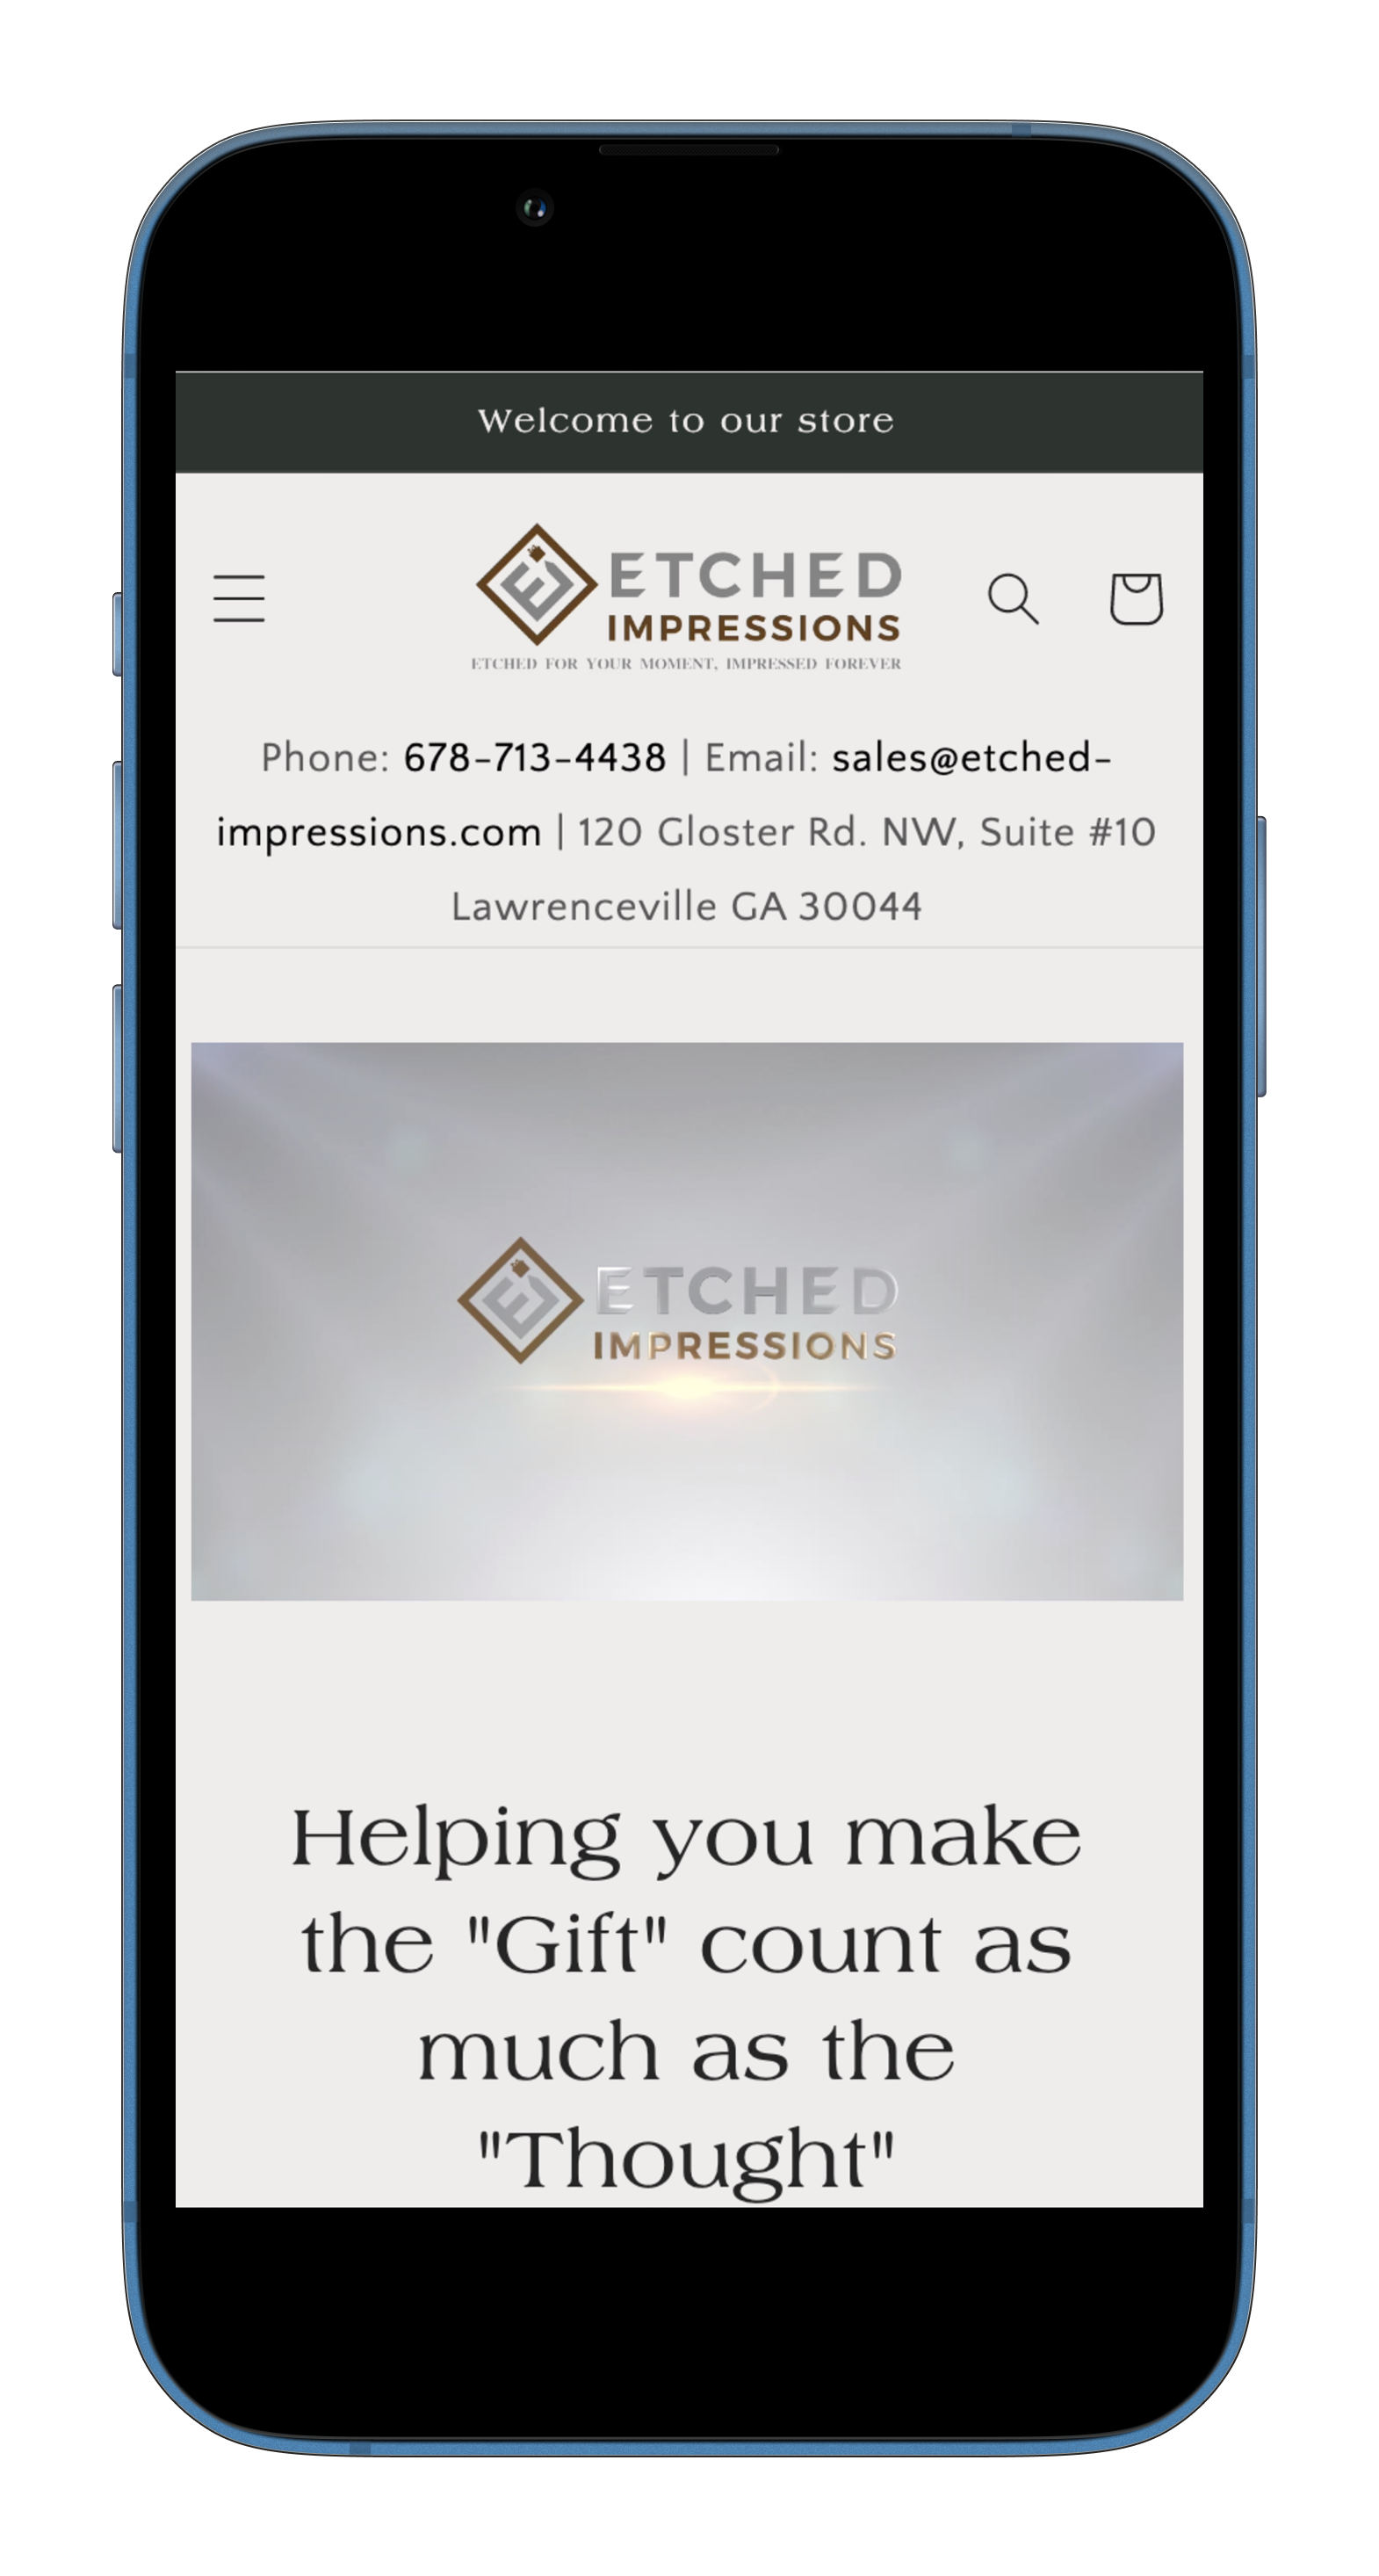 Welcome to our store
ETCHED
IMPRESSIONS
ETCHED FOR YOUR MOMENT, IMPRESSED FOREVER
Phone: 678-713-4438 | Email: sales@etched-
impressions.com | 120 Gloster Rd. NW, Suite #10
Lawrenceville GA 30044
ETCHED
IMPRESSIONS
Helping you make
the "Gift" count as
much as the
"Thought"